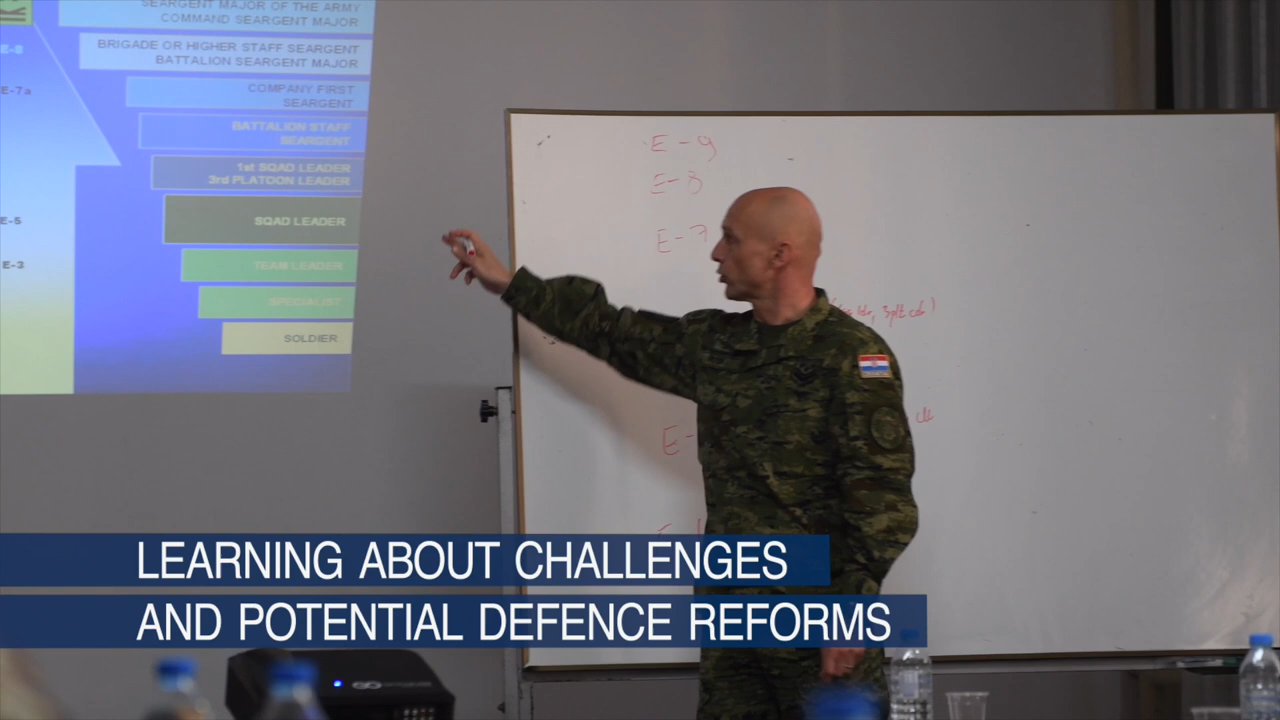 SEARGENT MAJOR OF THE ARMY
COMMAND SEARGENT MAJOR
E-8
BRIGADE OR HIGHER STAFF SEARGENT
BATTALION SEARGENT MAJOR
E-7a
COMPANY FIRST
SEARGENT
BATTALION STAFF
SEARGENT
1st SQAD LEADER
3rd PLATOON LEADER
E-5
SQAD LEADER
E-3
TEAM LEADER
SPECIALIST
SOLDIER
E-9
E-8
E-7
E-
LEARNING ABOUT CHALLENGES
AND POTENTIAL DEFENCE REFORMS